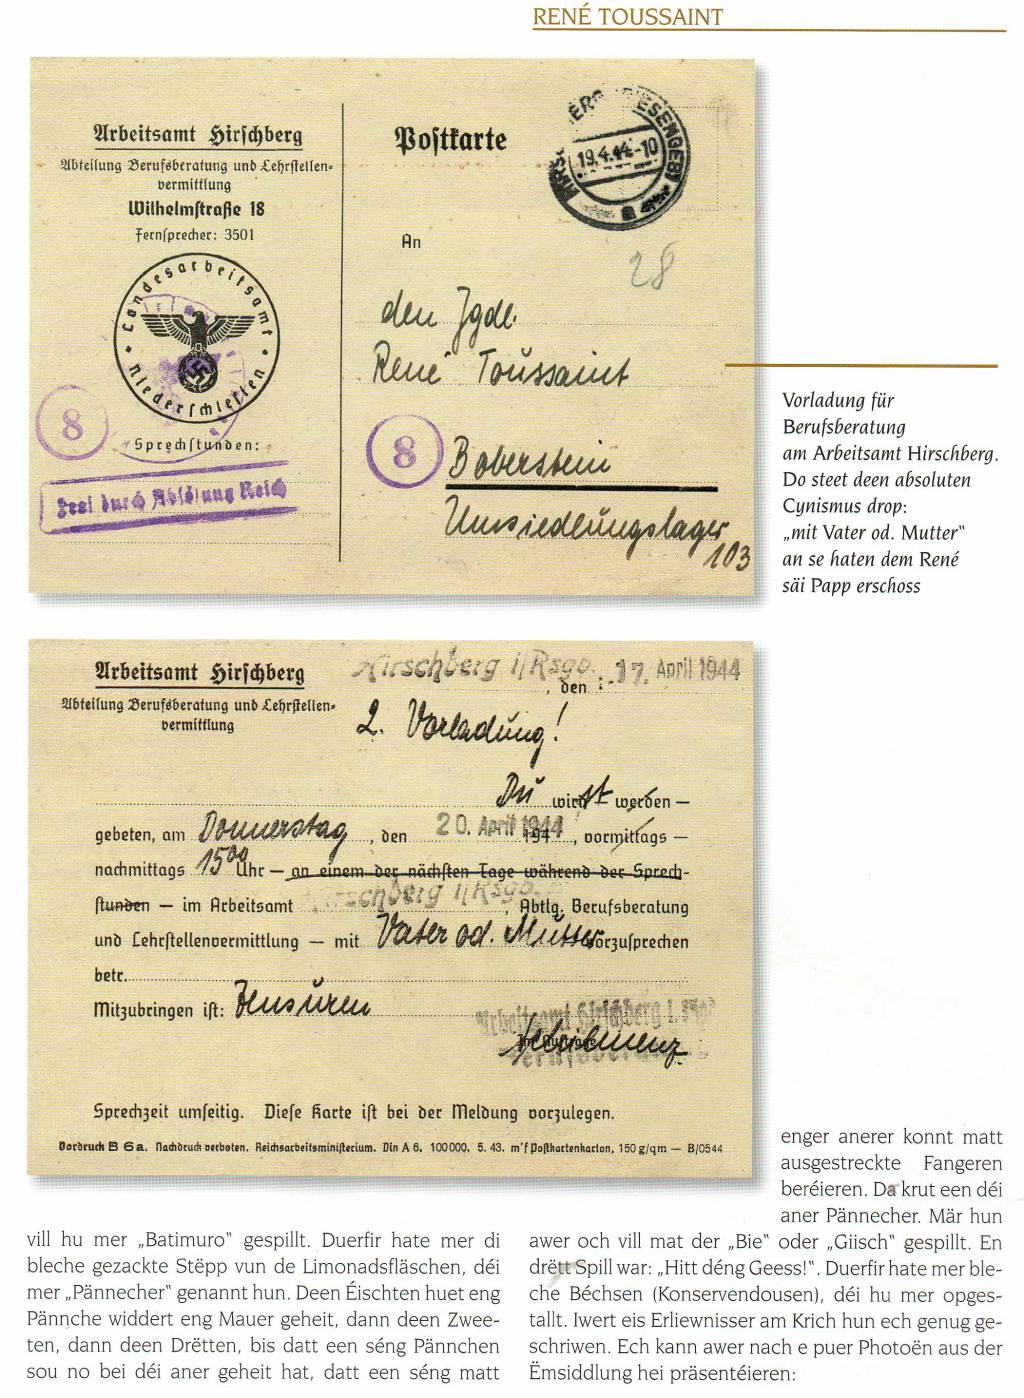 RENÉ TOUSSAINT
Arbeitsamt Hirschberg
Abteilung Berufsberatung und Lehrstellen-
vermittlung
Wilhelmstraße 18
Fernsprecher: 3501
Landesarbeitsamt
Niederschlesien
8
Sprechstunden:
Frei durch Ablösung Reich
Postkarte
19.4.44.-10
An
28
den Jgdl.
René Toussaint
8
Boberstein
Umsiedlungslager
103
Vorladung für
Berufsberatung
am Arbeitsamt Hirschberg.
Do steet deen absoluten
Cynismus drop:
„mit Vater od. Mutter"
an se haten dem René
säi Papp erschoss
Arbeitsamt Hirschberg
Abteilung Berufsberatung und Lehrstellen-
vermittlung
Hirschberg i/Rsgb. , den : 17. April 1944
2. Vorladung!
Du wirst werden —
gebeten, am Donnerstag, den 20. April 1944, vormittags —
nachmittags 15⁰⁰ Uhr — an einem der nächsten Tage während der Sprech-
stunden — im Arbeitsamt Hirschberg i/Rsgb. , Abtlg. Berufsberatung
und Lehrstellenvermittlung — mit Vater od. Mutter vorzusprechen
betr.
Mitzubringen ist: Zensuren
Arbeitsamt Hirschberg i.
Sprechzeit umseitig. Diese Karte ist bei der Meldung vorzulegen.
Vordruck B 6a. Nachdruck verboten. Reichsarbeitsministerium. Din A 6. 100000. 5. 43. m'f Postkartenkarton, 150 g/qm — B/0544
vill hu mer „Batimuro" gespillt. Duerfir hate mer di
bleche gezackte Stëpp vun de Limonadsfläschen, déi
mer „Pännecher" genannt hun. Deen Éischten huet eng
Pännche widdert eng Mauer geheit, dann deen Zwee-
ten, dann deen Drëtten, bis datt een séng Pännchen
sou no bei déi aner geheit hat, datt een séng matt
enger anerer konnt matt
ausgestreckte Fangeren
beréieren. Da krut een déi
aner Pännecher. Mär hun
awer och vill mat der „Bie" oder „Giisch" gespillt. En
drëtt Spill war: „Hitt déng Geess!". Duerfir hate mer ble-
che Béchsen (Konservendousen), déi hu mer opges-
tallt. Iwert eis Erliewnisser am Krich hun ech genug ge-
schriwen. Ech kann awer nach e puer Photoën aus der
Ëmsiddlung hei präsentéieren: